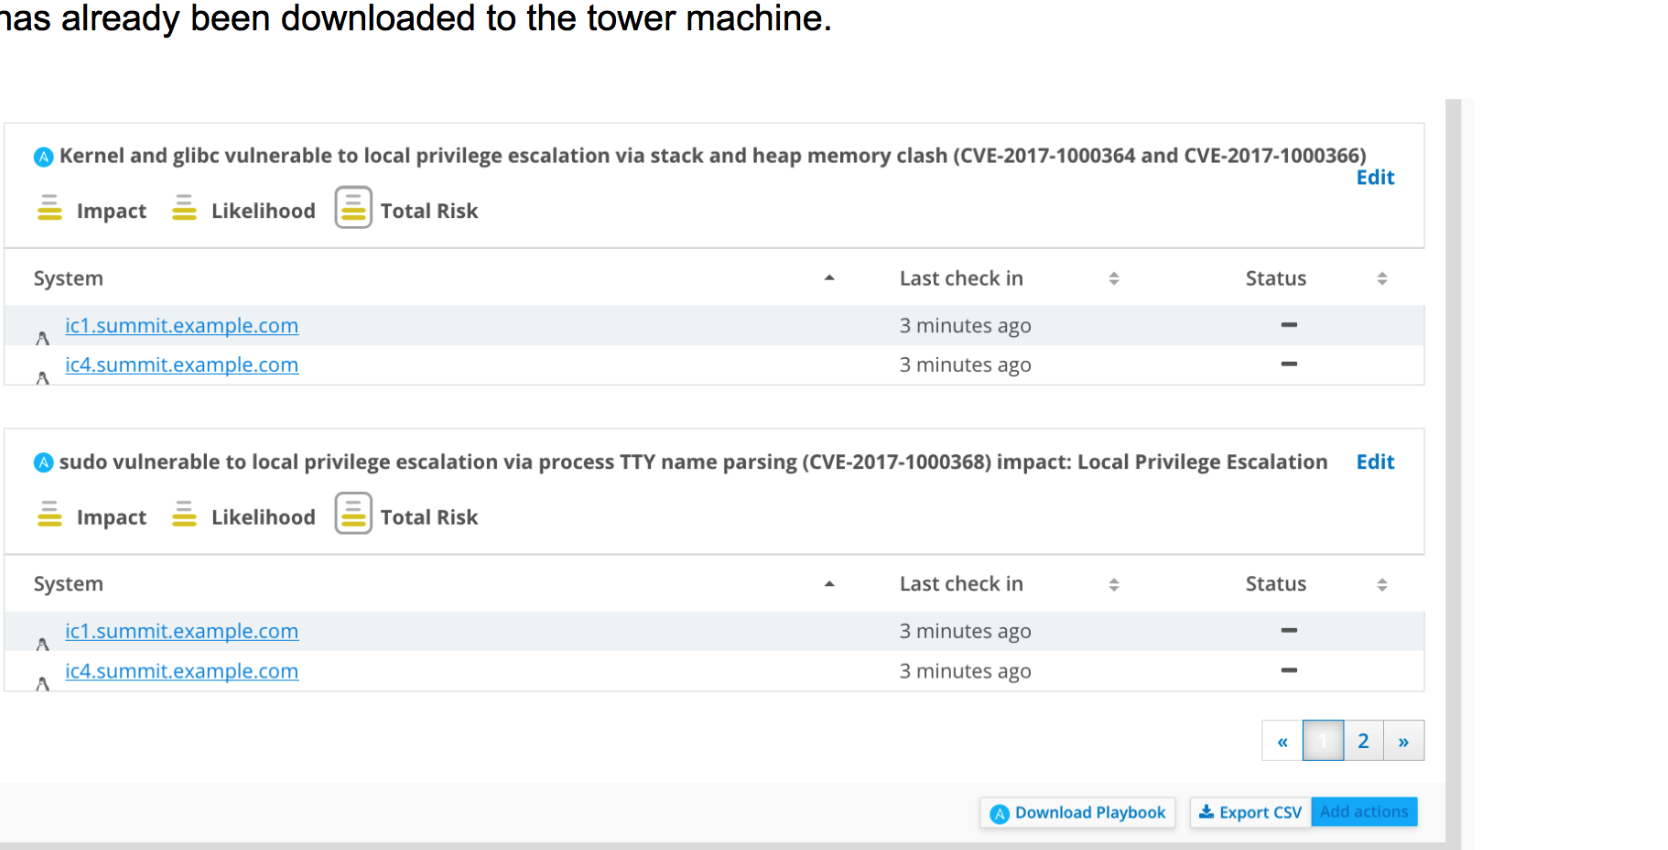 has already been downloaded to the tower machine.
Kernel and glibc vulnerable to local privilege escalation via stack and heap memory clash (CVE-2017-1000364 and CVE-2017-1000366)
Edit
Impact Likelihood Total Risk
System Last check in Status
ic1.summit.example.com 3 minutes ago –
ic4.summit.example.com 3 minutes ago –
sudo vulnerable to local privilege escalation via process TTY name parsing (CVE-2017-1000368) impact: Local Privilege Escalation Edit
Impact Likelihood Total Risk
System Last check in Status
ic1.summit.example.com 3 minutes ago –
ic4.summit.example.com 3 minutes ago –
« 1 2 »
Download Playbook Export CSV Add actions